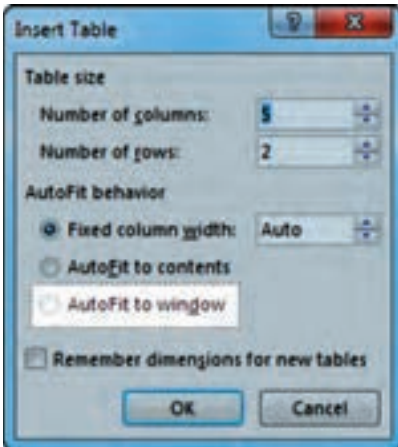 Insert Table
Table size
Number of columns: 5
Number of rows: 2
AutoFit behavior
Fixed column width: Auto
AutoFit to contents
AutoFit to window
Remember dimensions for new tables
OK Cancel